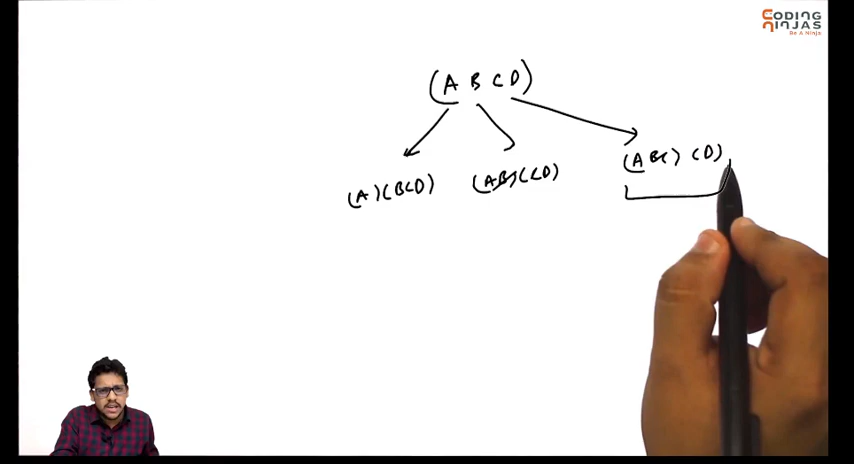 CODING NINJAS
Be A Ninja
(A B C D)
(A)(BCD) (AB)(CD) (ABC) (D)